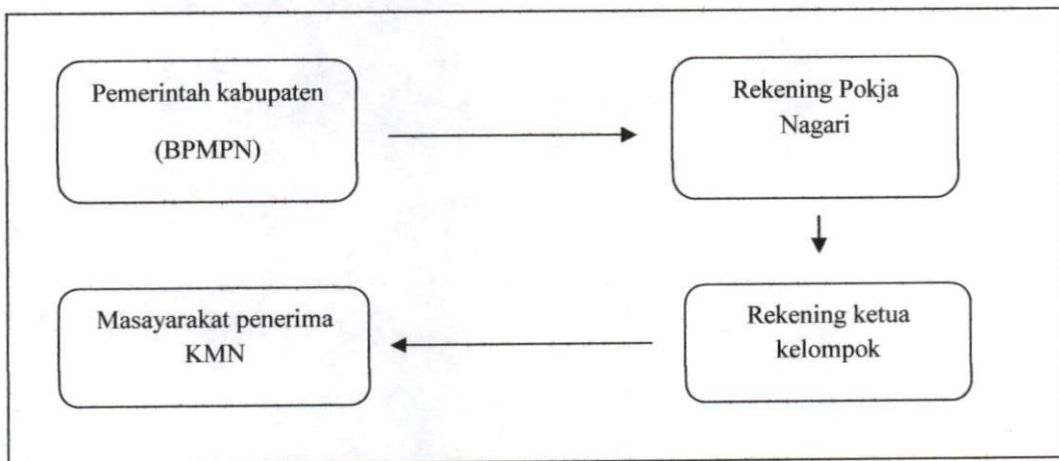 Pemerintah kabupaten
(BPMPN)
Rekening Pokja
Nagari
Rekening ketua
kelompok
Masayarakat penerima
KMN